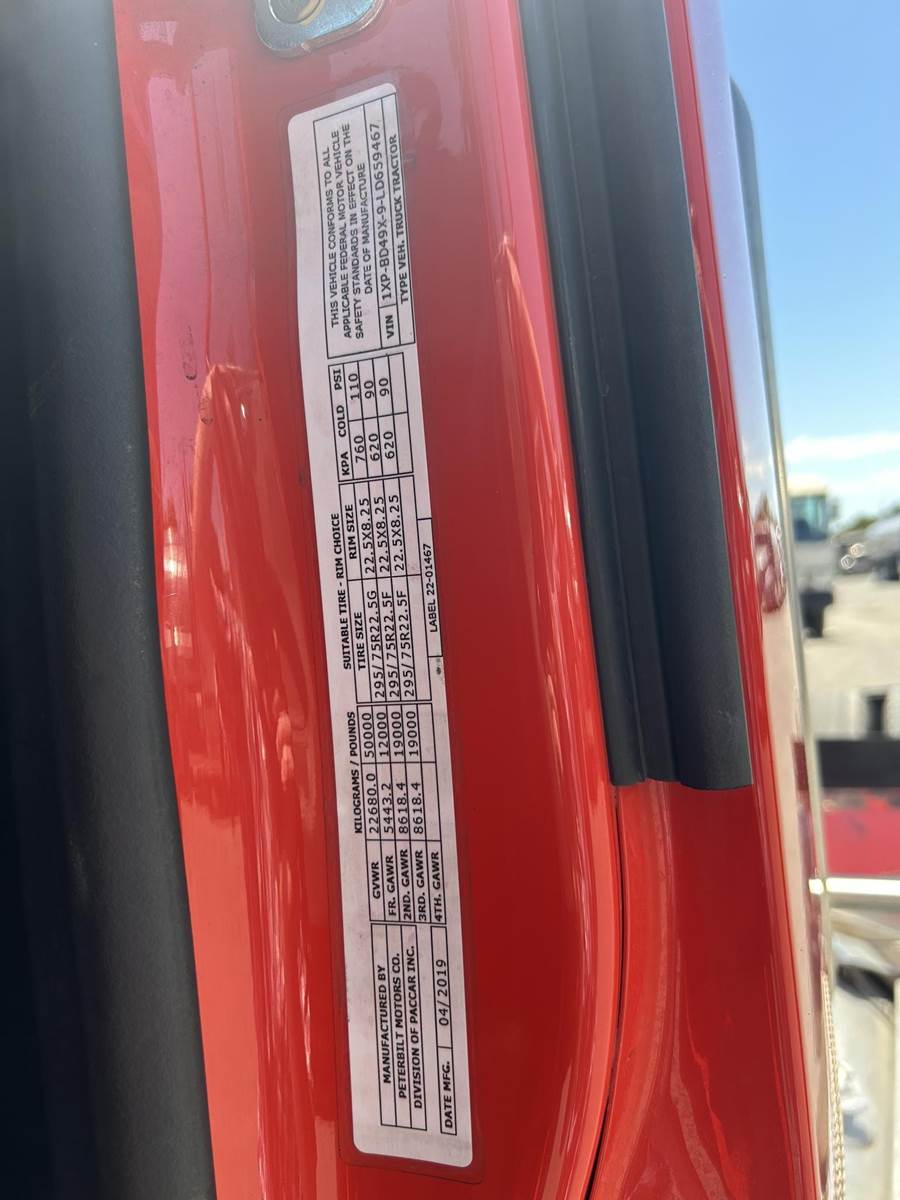 MANUFACTURED BY
PETERBILT MOTORS CO.
DIVISION OF PACCAR INC.
DATE MFG. 04/2019
KILOGRAMS / POUNDS
GVWR 22680.0 50000
FR. GAWR 5443.2 12000
2ND. GAWR 8618.4 19000
3RD. GAWR 8618.4 19000
4TH. GAWR
SUITABLE TIRE - RIM CHOICE
TIRE SIZE RIM SIZE
295/75R22.5G 22.5X8.25
295/75R22.5F 22.5X8.25
295/75R22.5F 22.5X8.25
KPA COLD PSI
760 110
620 90
620 90
LABEL 22-01467
THIS VEHICLE CONFORMS TO ALL
APPLICABLE FEDERAL MOTOR VEHICLE
SAFETY STANDARDS IN EFFECT ON THE
DATE OF MANUFACTURE
VIN 1XP-BD49X-9-LD659467
TYPE VEH. TRUCK TRACTOR